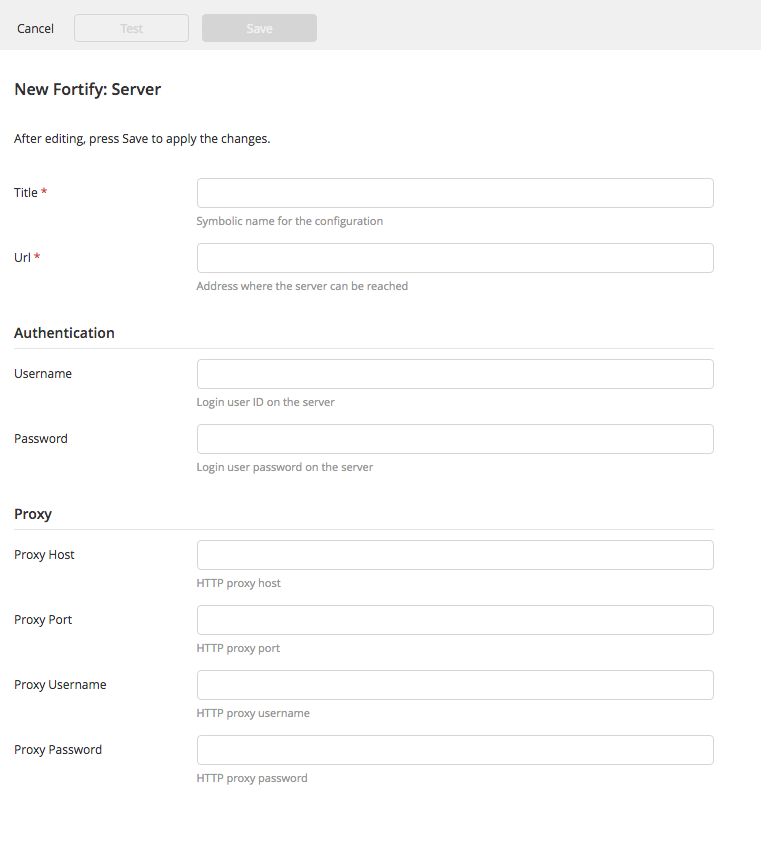 Cancel Test Save
New Fortify: Server
After editing, press Save to apply the changes.
Title *
Symbolic name for the configuration
Url *
Address where the server can be reached
Authentication
Username
Login user ID on the server
Password
Login user password on the server
Proxy
Proxy Host
HTTP proxy host
Proxy Port
HTTP proxy port
Proxy Username
HTTP proxy username
Proxy Password
HTTP proxy password